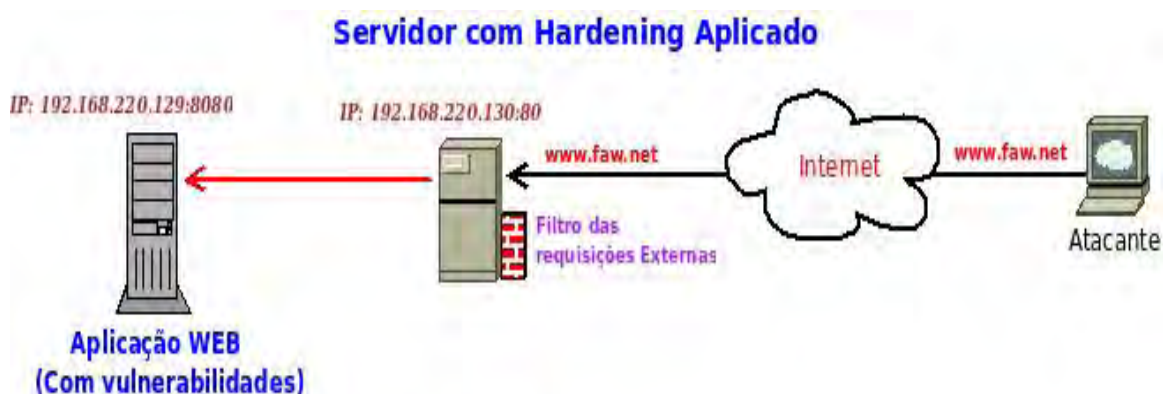 Servidor com Hardening Aplicado
IP: 192.168.220.129:8080
IP: 192.168.220.130:80
www.faw.net
Internet
www.faw.net
Filtro das
requisições Externas
Atacante
Aplicação WEB
(Com vulnerabilidades)